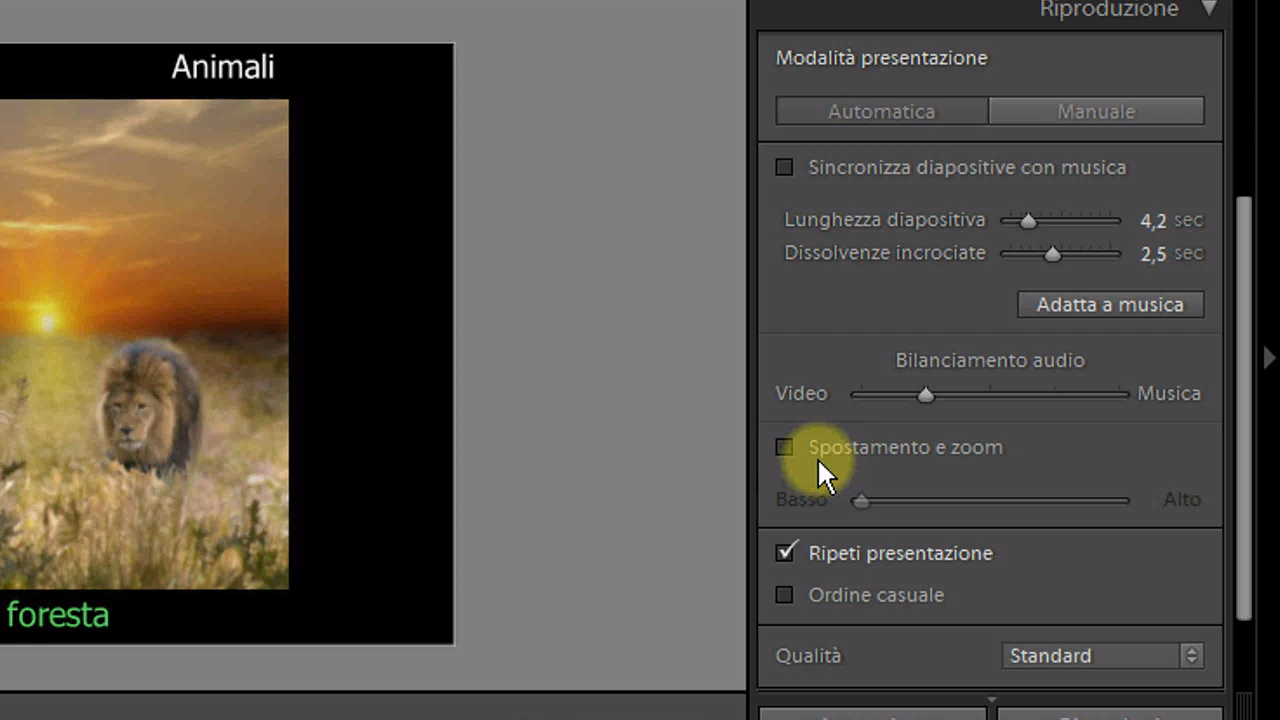 Riproduzione
Animali
foresta
Modalità presentazione
Automatica Manuale
Sincronizza diapositive con musica
Lunghezza diapositiva 4,2 sec
Dissolvenze incrociate 2,5 sec
Adatta a musica
Bilanciamento audio
Video Musica
Spostamento e zoom
Basso Alto
Ripeti presentazione
Ordine casuale
Qualità Standard